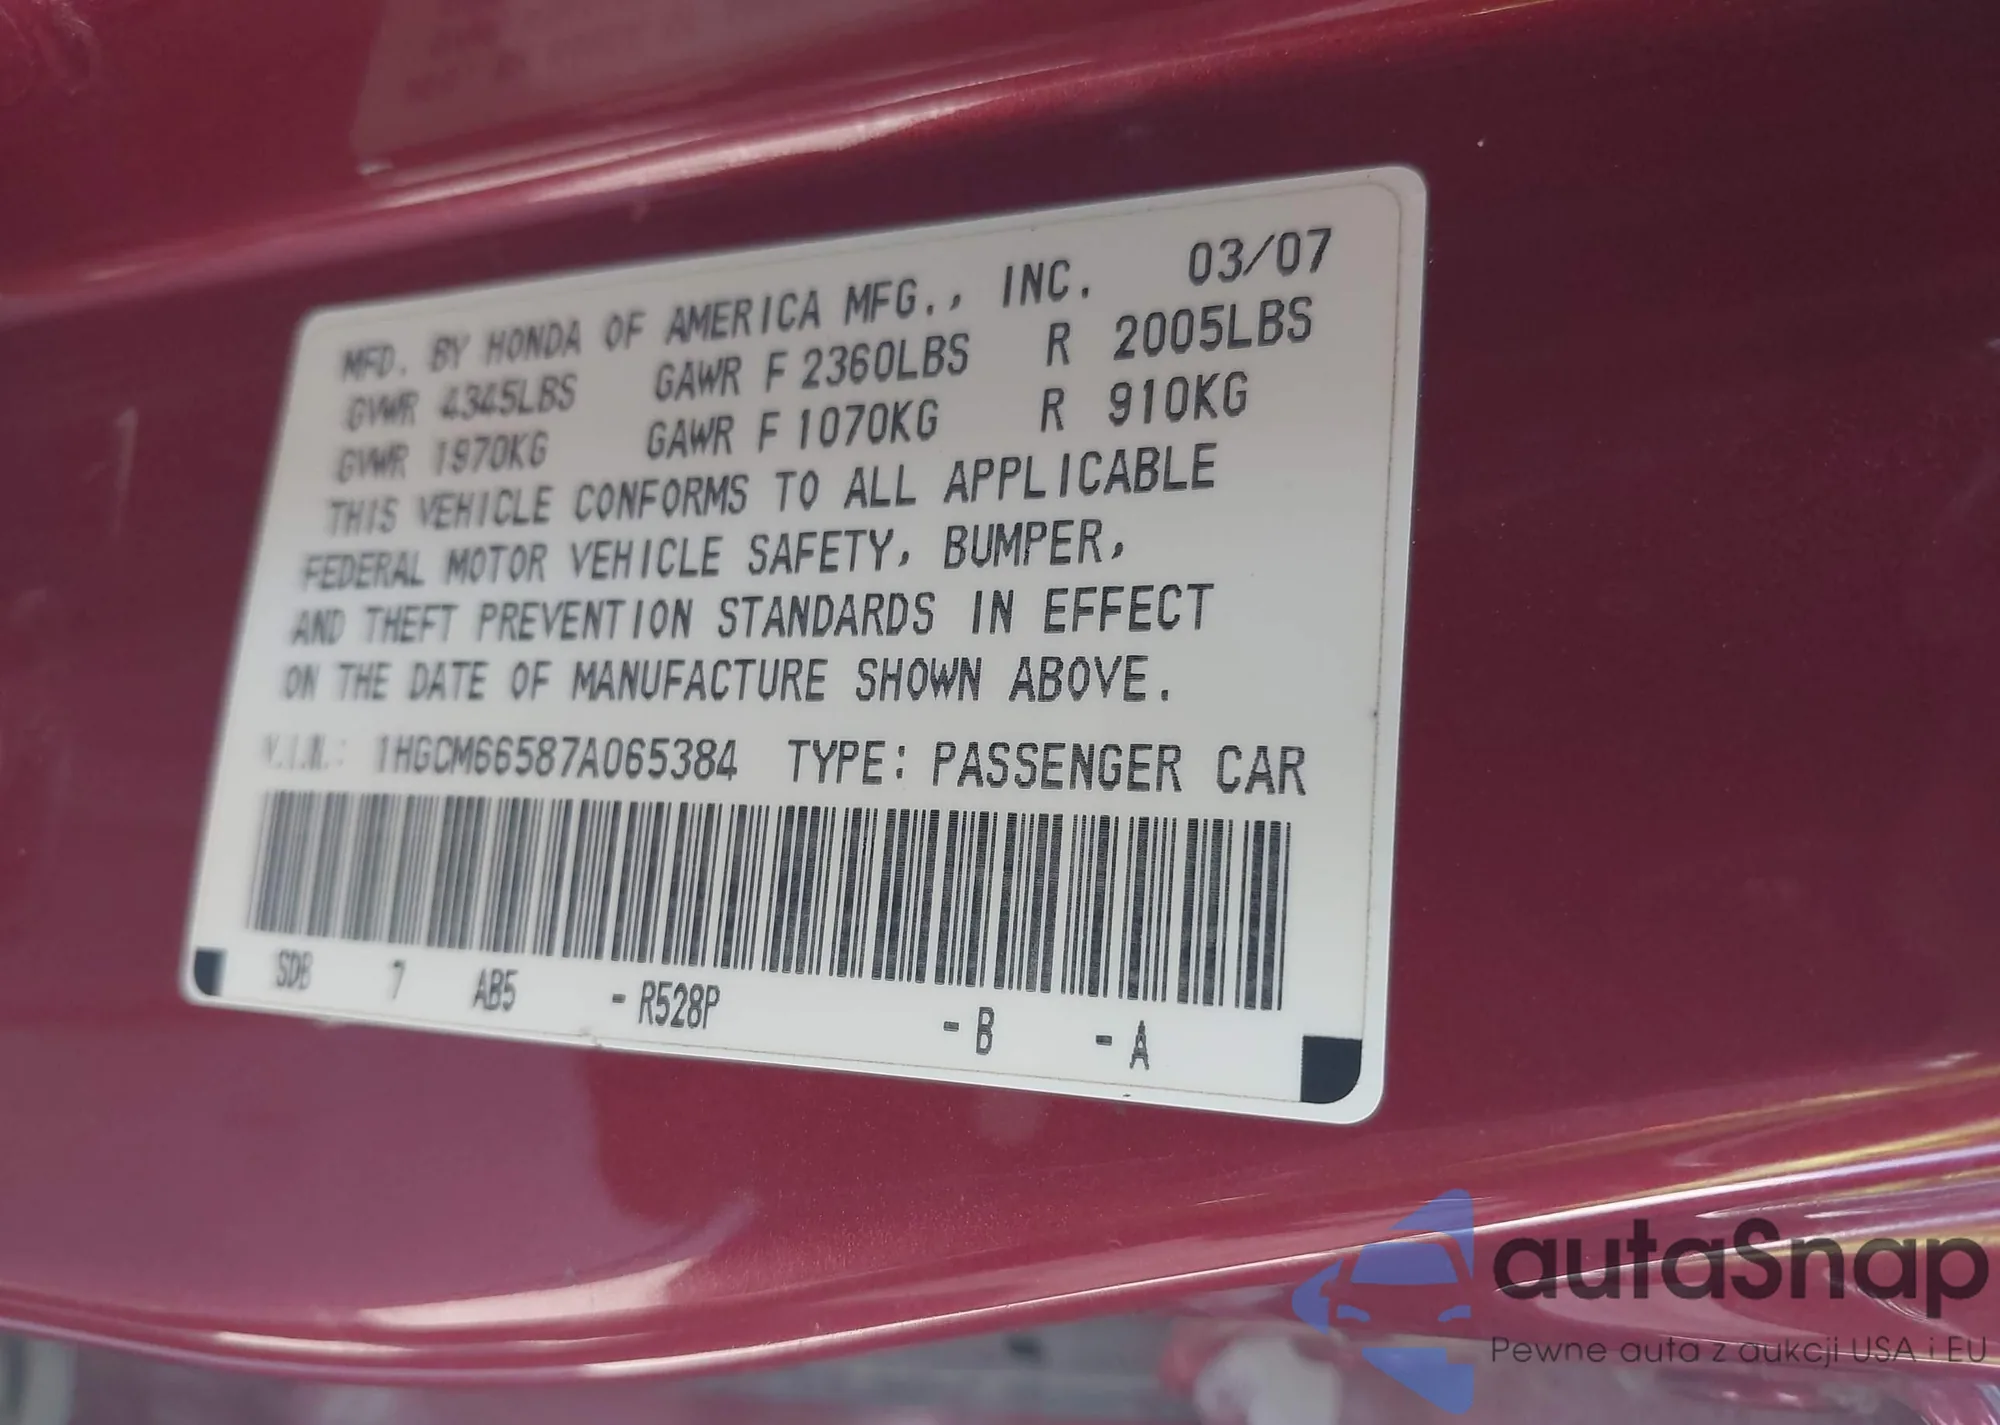 MFD. BY HONDA OF AMERICA MFG., INC. 03/07
GVWR 4345LBS GAWR F 2360LBS R 2005LBS
GVWR 1970KG GAWR F 1070KG R 910KG
THIS VEHICLE CONFORMS TO ALL APPLICABLE
FEDERAL MOTOR VEHICLE SAFETY, BUMPER,
AND THEFT PREVENTION STANDARDS IN EFFECT
ON THE DATE OF MANUFACTURE SHOWN ABOVE.
V.I.N.: 1HGCM66587A065384 TYPE: PASSENGER CAR
SDB 7 AB5 - R528P - B - A
autaSnap
Pewne auta z aukcji USA i EU